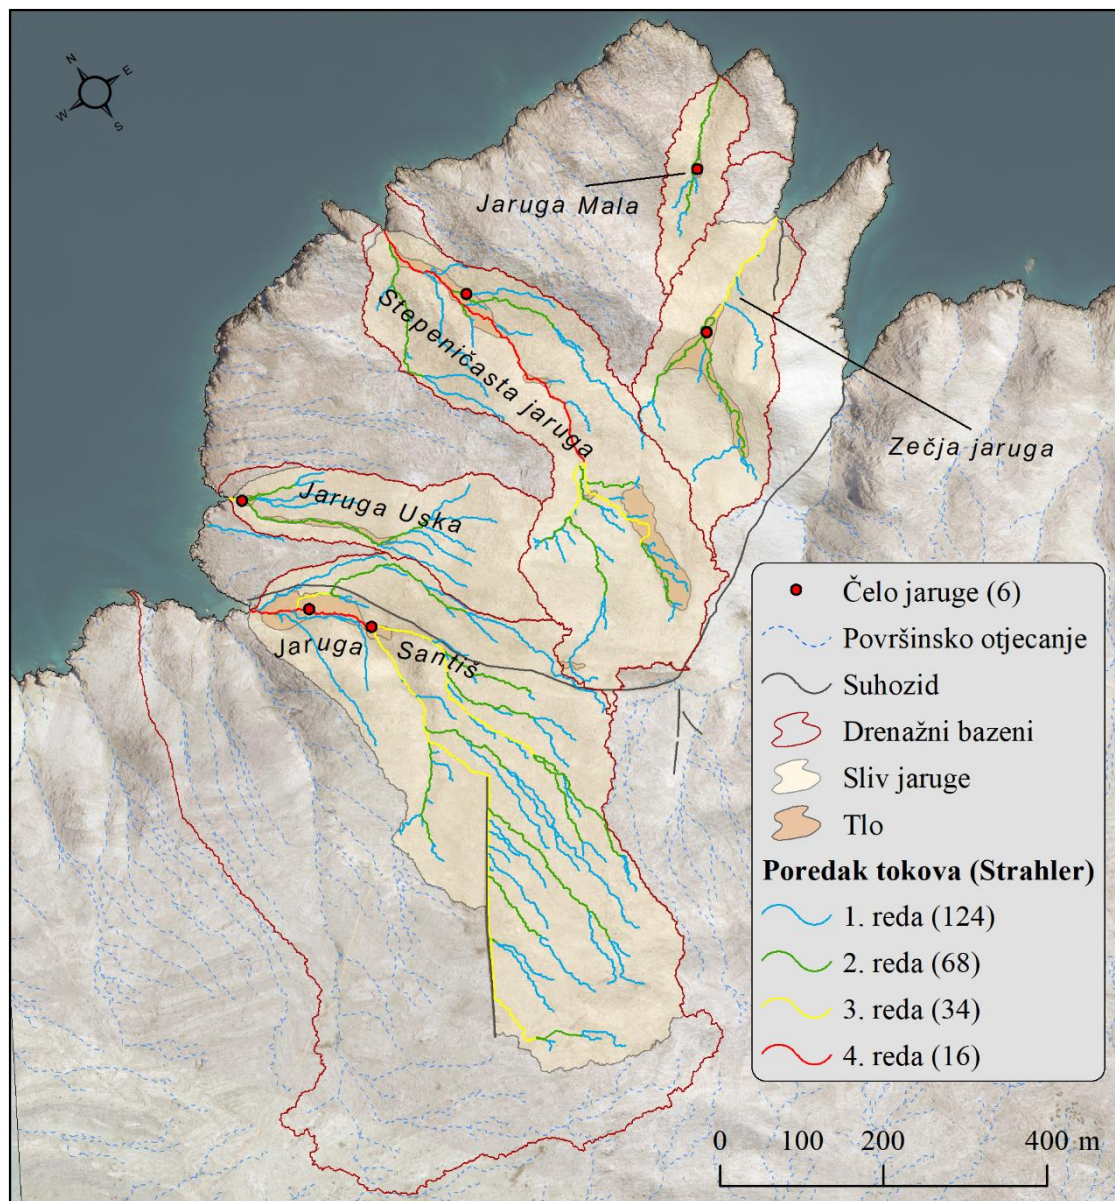 N
E
W
S
Jaruga Mala
Stepeničasta jaruga
Zečja jaruga
Jaruga Uska
Jaruga Santiš
Čelo jaruge (6)
Površinsko otjecanje
Suhozid
Drenažni bazeni
Sliv jaruge
Tlo
Poredak tokova (Strahler)
1. reda (124)
2. reda (68)
3. reda (34)
4. reda (16)
0 100 200 400 m